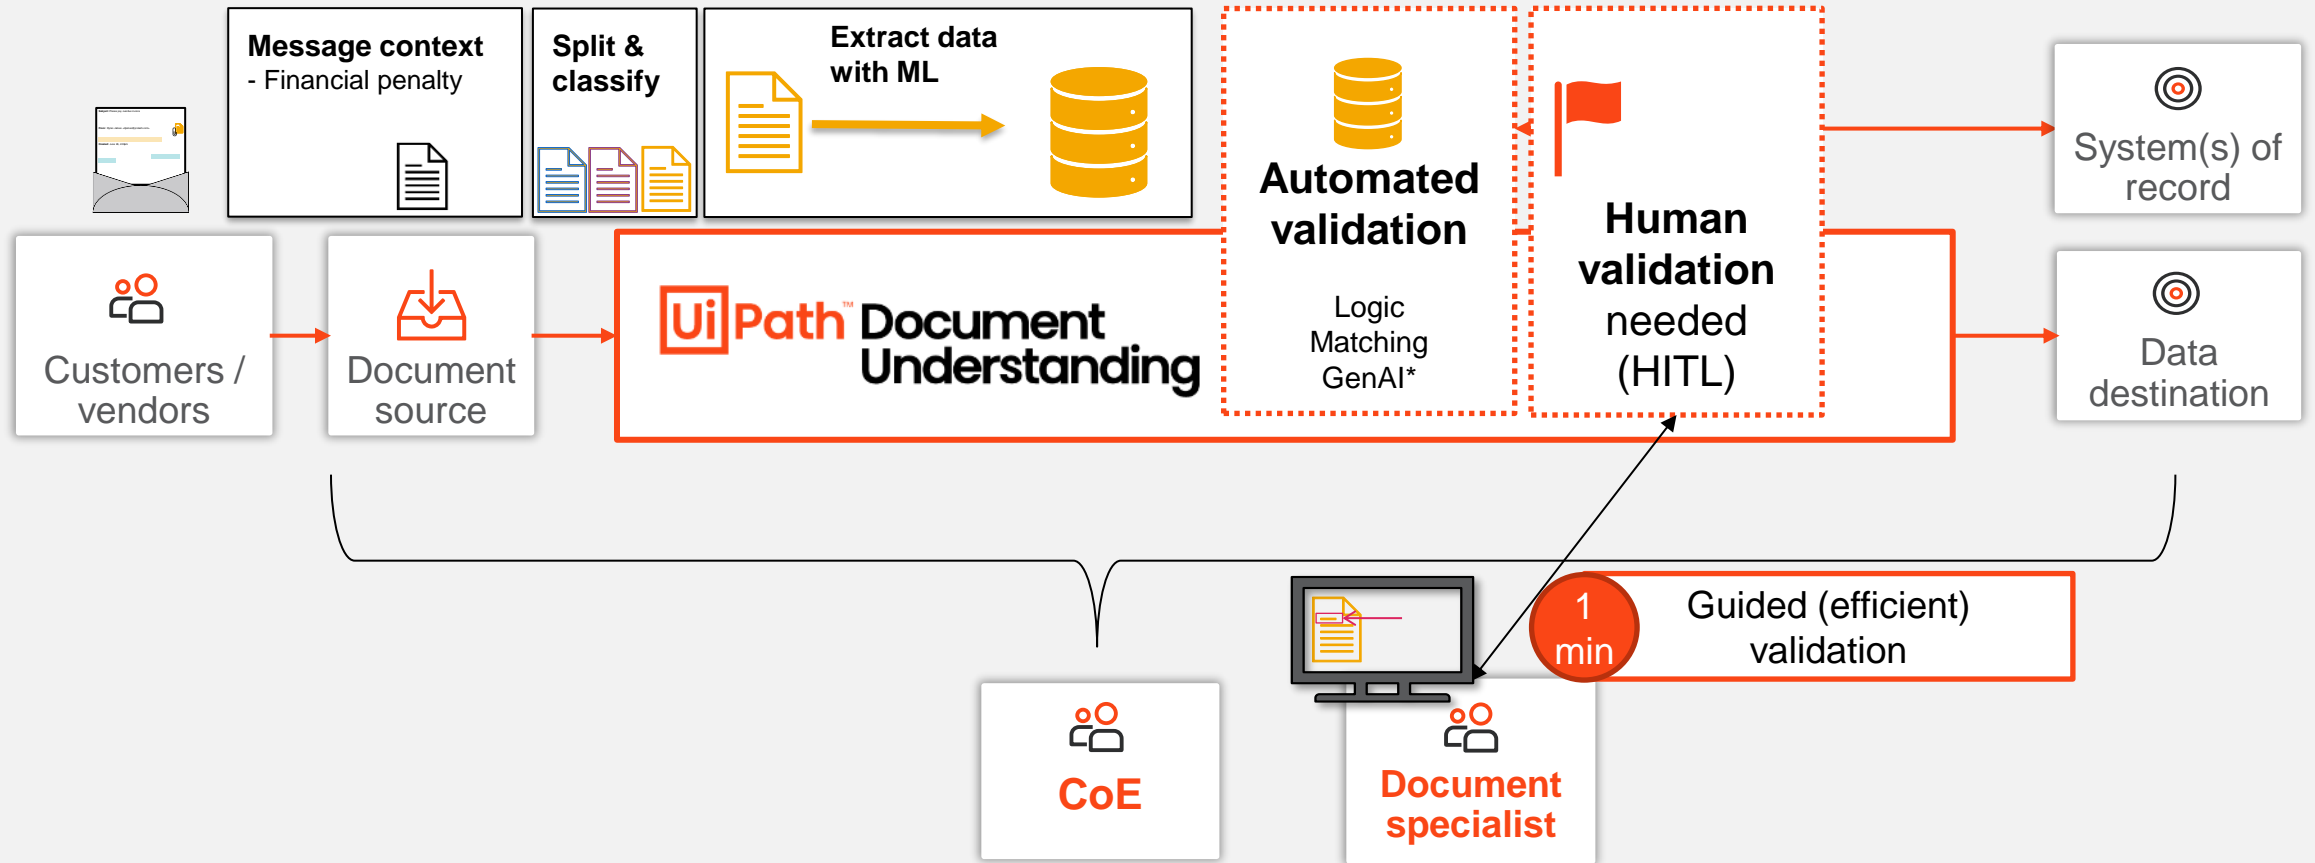 Message context
- Financial penalty
Split &
classify
Extract data
with ML
Automated
validation
Logic
Matching
GenAI*
Human
validation
needed
(HITL)
System(s) of
record
Customers /
vendors
Document
source
UiPath™ Document
Understanding
Data
destination
1
min
Guided (efficient)
validation
CoE
Document
specialist